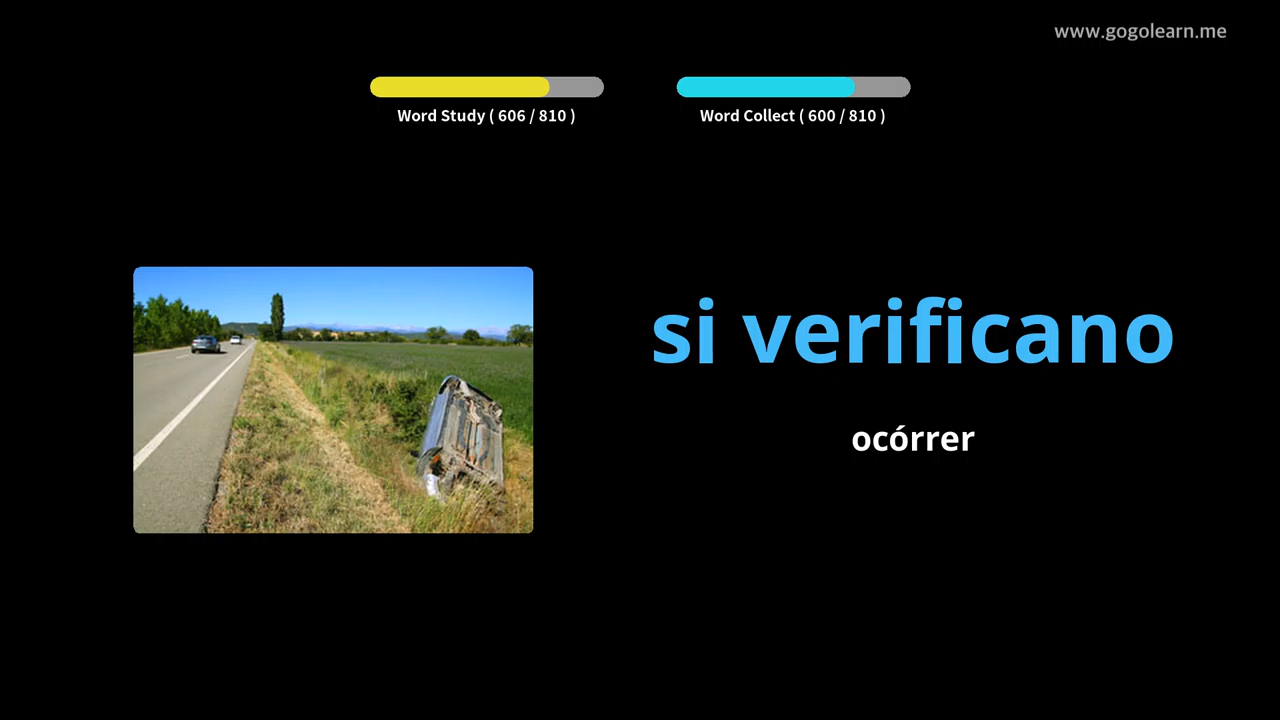 www.gogolearn.me
Word Study ( 606 / 810 )
Word Collect ( 600 / 810 )
si verificano
ocórrer